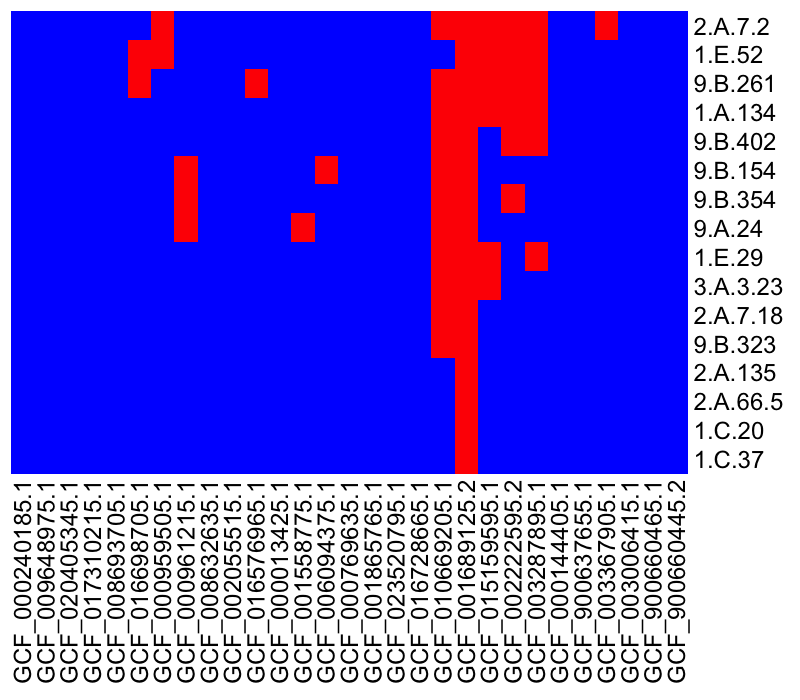 2.A.7.2
1.E.52
9.B.261
1.A.134
9.B.402
9.B.154
9.B.354
9.A.24
1.E.29
3.A.3.23
2.A.7.18
9.B.323
2.A.135
2.A.66.5
1.C.20
1.C.37
GCF_000240185.1
GCF_009648975.1
GCF_020405345.1
GCF_017310215.1
GCF_008693705.1
GCF_016698705.1
GCF_000959505.1
GCF_000961215.1
GCF_008632635.1
GCF_002055515.1
GCF_016576965.1
GCF_000013425.1
GCF_001558775.1
GCF_006094375.1
GCF_000769635.1
GCF_001865765.1
GCF_023520795.1
GCF_016728665.1
GCF_010669205.1
GCF_001689125.2
GCF_015159595.1
GCF_002222595.2
GCF_003287895.1
GCF_000144405.1
GCF_900637655.1
GCF_003367905.1
GCF_003006415.1
GCF_900660465.1
GCF_900660445.2